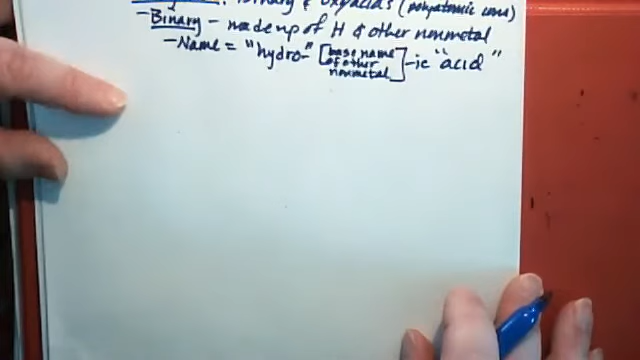 : Binary & oxyacids (polyatomic ions)
- Binary - made up of H & other nonmetal
- Name = "hydro-" [base name of other nonmetal] -ic "acid"